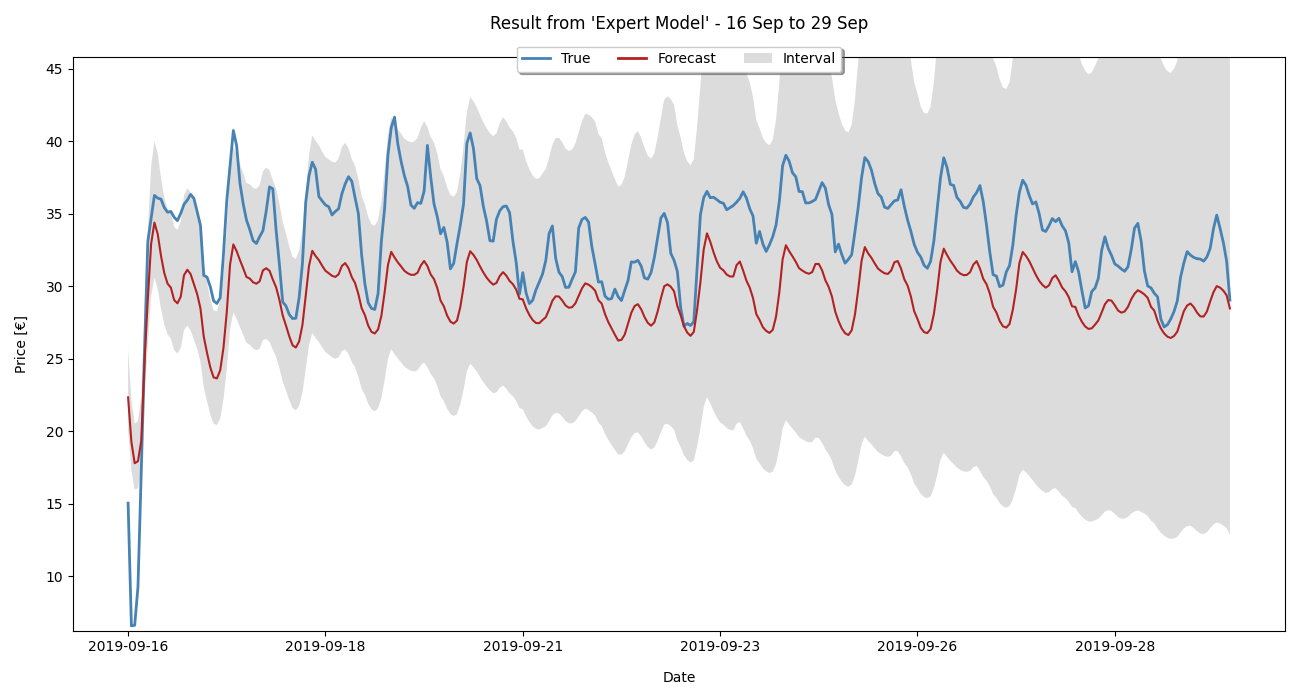 Result from 'Expert Model' - 16 Sep to 29 Sep
True Forecast Interval
45
40
35
30
25
20
15
10
Price [€]
2019-09-16 2019-09-18 2019-09-21 2019-09-23 2019-09-26 2019-09-28
Date